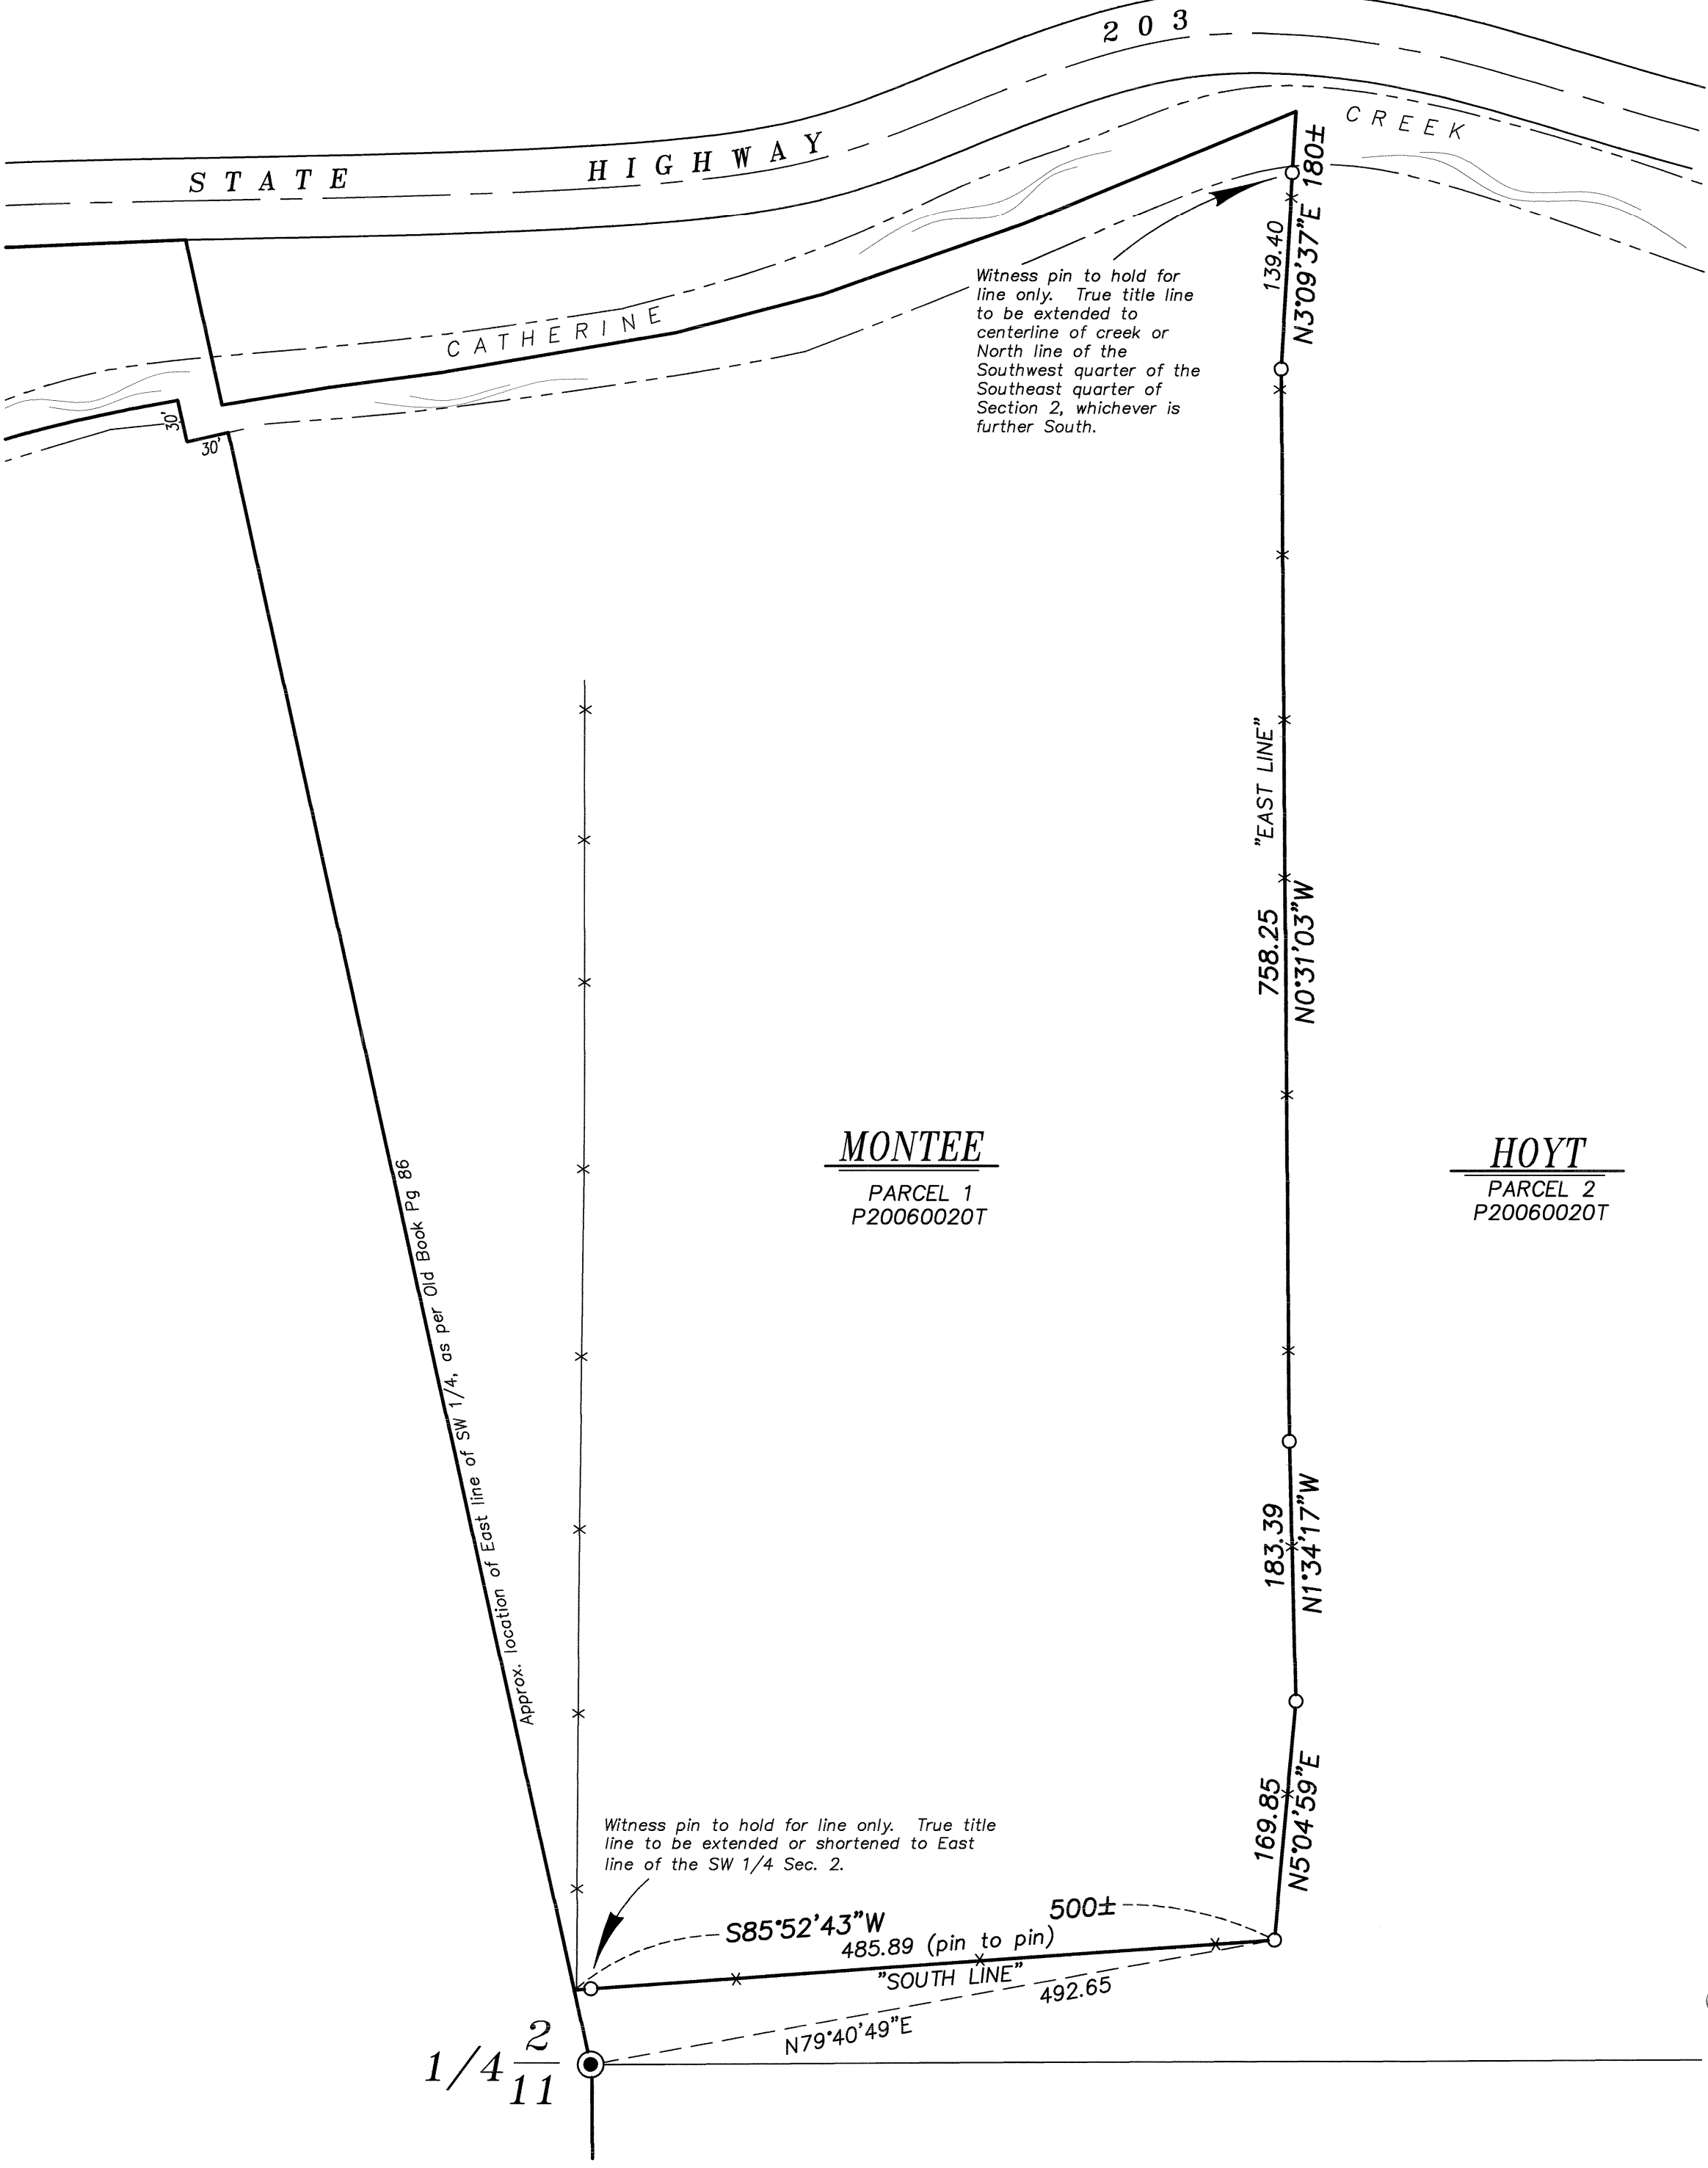 STATE HIGHWAY 203
CREEK
CATHERINE
180±
139.40
N3°09'37"E
Witness pin to hold for
line only. True title line
to be extended to
centerline of creek or
North line of the
Southwest quarter of the
Southeast quarter of
Section 2, whichever is
further South.
30'
30'
"EAST LINE"
758.25
N0°31'03"W
MONTEE
PARCEL 1
P20060020T
HOYT
PARCEL 2
P20060020T
Approx. location of East line of SW 1/4, as per Old Book Pg 86
183.39
N1°34'17"W
169.85
N5°04'59"E
Witness pin to hold for line only. True title
line to be extended or shortened to East
line of the SW 1/4 Sec. 2.
500±
S85°52'43"W
485.89 (pin to pin)
"SOUTH LINE"
492.65
N79°40'49"E
1/4 2
11